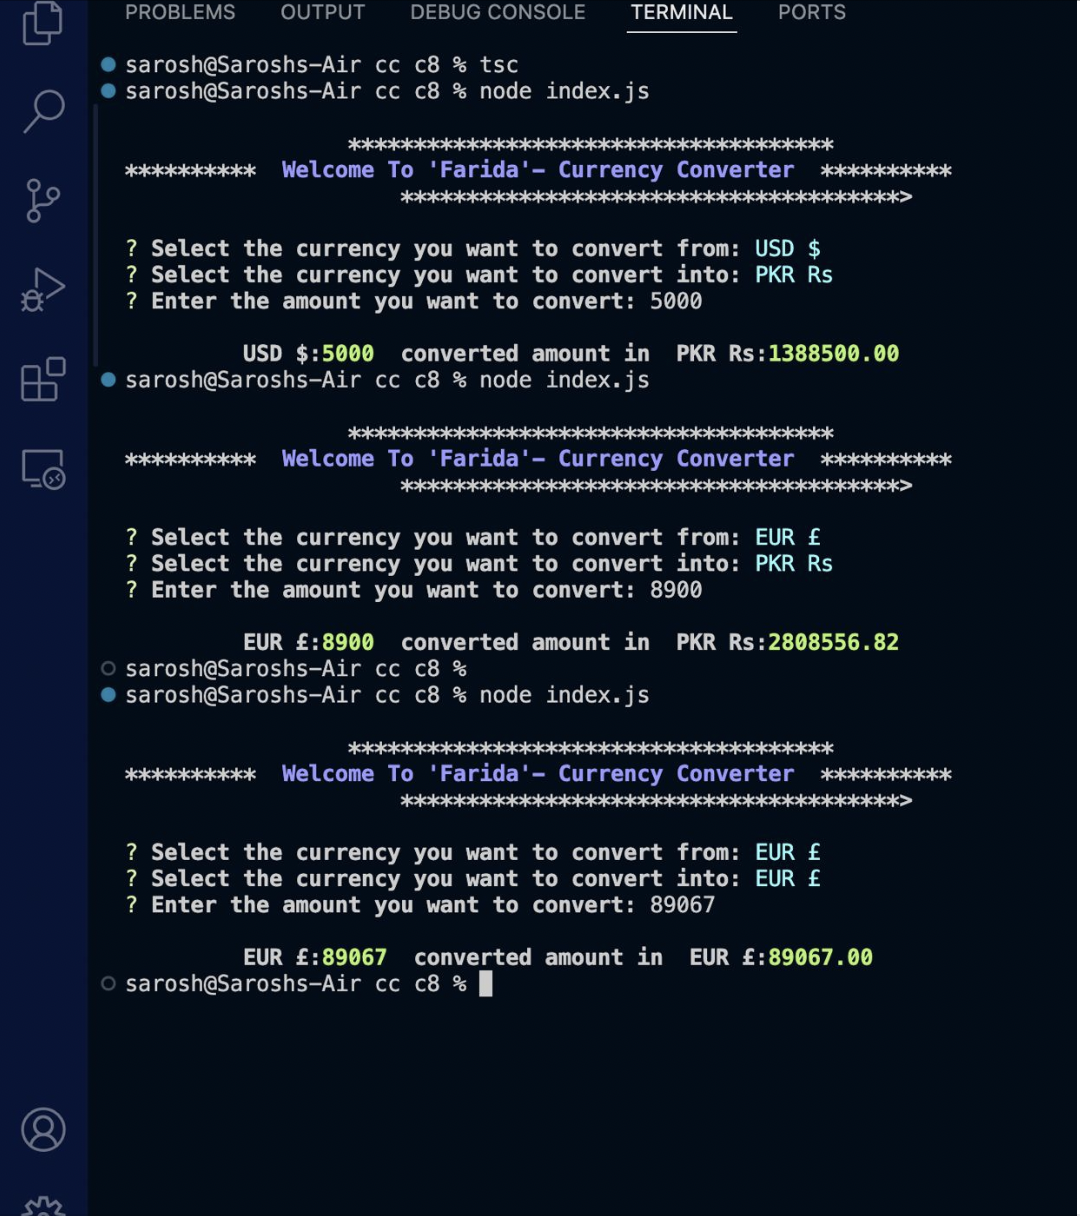 PROBLEMS OUTPUT DEBUG CONSOLE TERMINAL PORTS
sarosh@Saroshs-Air cc c8 % tsc
sarosh@Saroshs-Air cc c8 % node index.js
*************************************
********** Welcome To 'Farida'- Currency Converter **********
**************************************>
? Select the currency you want to convert from: USD $
? Select the currency you want to convert into: PKR Rs
? Enter the amount you want to convert: 5000
USD $:5000 converted amount in PKR Rs:1388500.00
sarosh@Saroshs-Air cc c8 % node index.js
*************************************
********** Welcome To 'Farida'- Currency Converter **********
**************************************>
? Select the currency you want to convert from: EUR £
? Select the currency you want to convert into: PKR Rs
? Enter the amount you want to convert: 8900
EUR £:8900 converted amount in PKR Rs:2808556.82
sarosh@Saroshs-Air cc c8 %
sarosh@Saroshs-Air cc c8 % node index.js
*************************************
********** Welcome To 'Farida'- Currency Converter **********
**************************************>
? Select the currency you want to convert from: EUR £
? Select the currency you want to convert into: EUR £
? Enter the amount you want to convert: 89067
EUR £:89067 converted amount in EUR £:89067.00
sarosh@Saroshs-Air cc c8 %